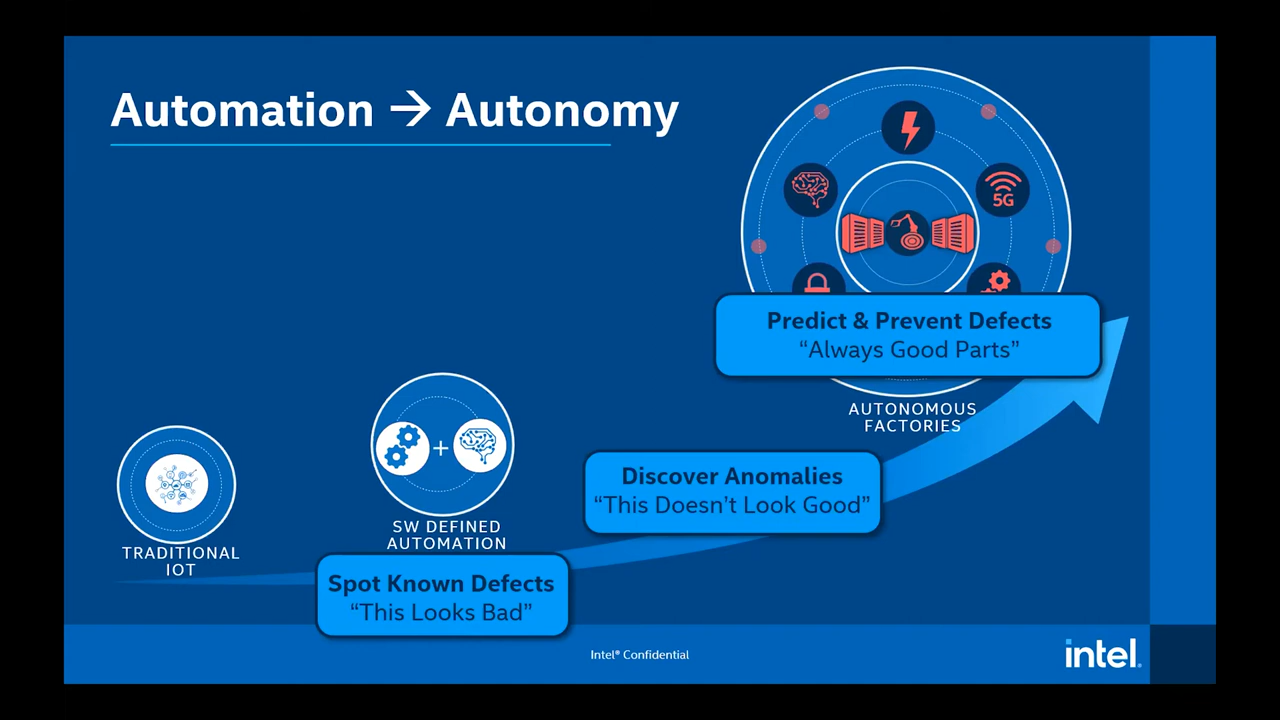 Automation → Autonomy
5G
Predict & Prevent Defects
“Always Good Parts”
AUTONOMOUS
FACTORIES
Discover Anomalies
“This Doesn’t Look Good”
SW DEFINED
AUTOMATION
TRADITIONAL
IOT
Spot Known Defects
“This Looks Bad”
Intel® Confidential
intel.